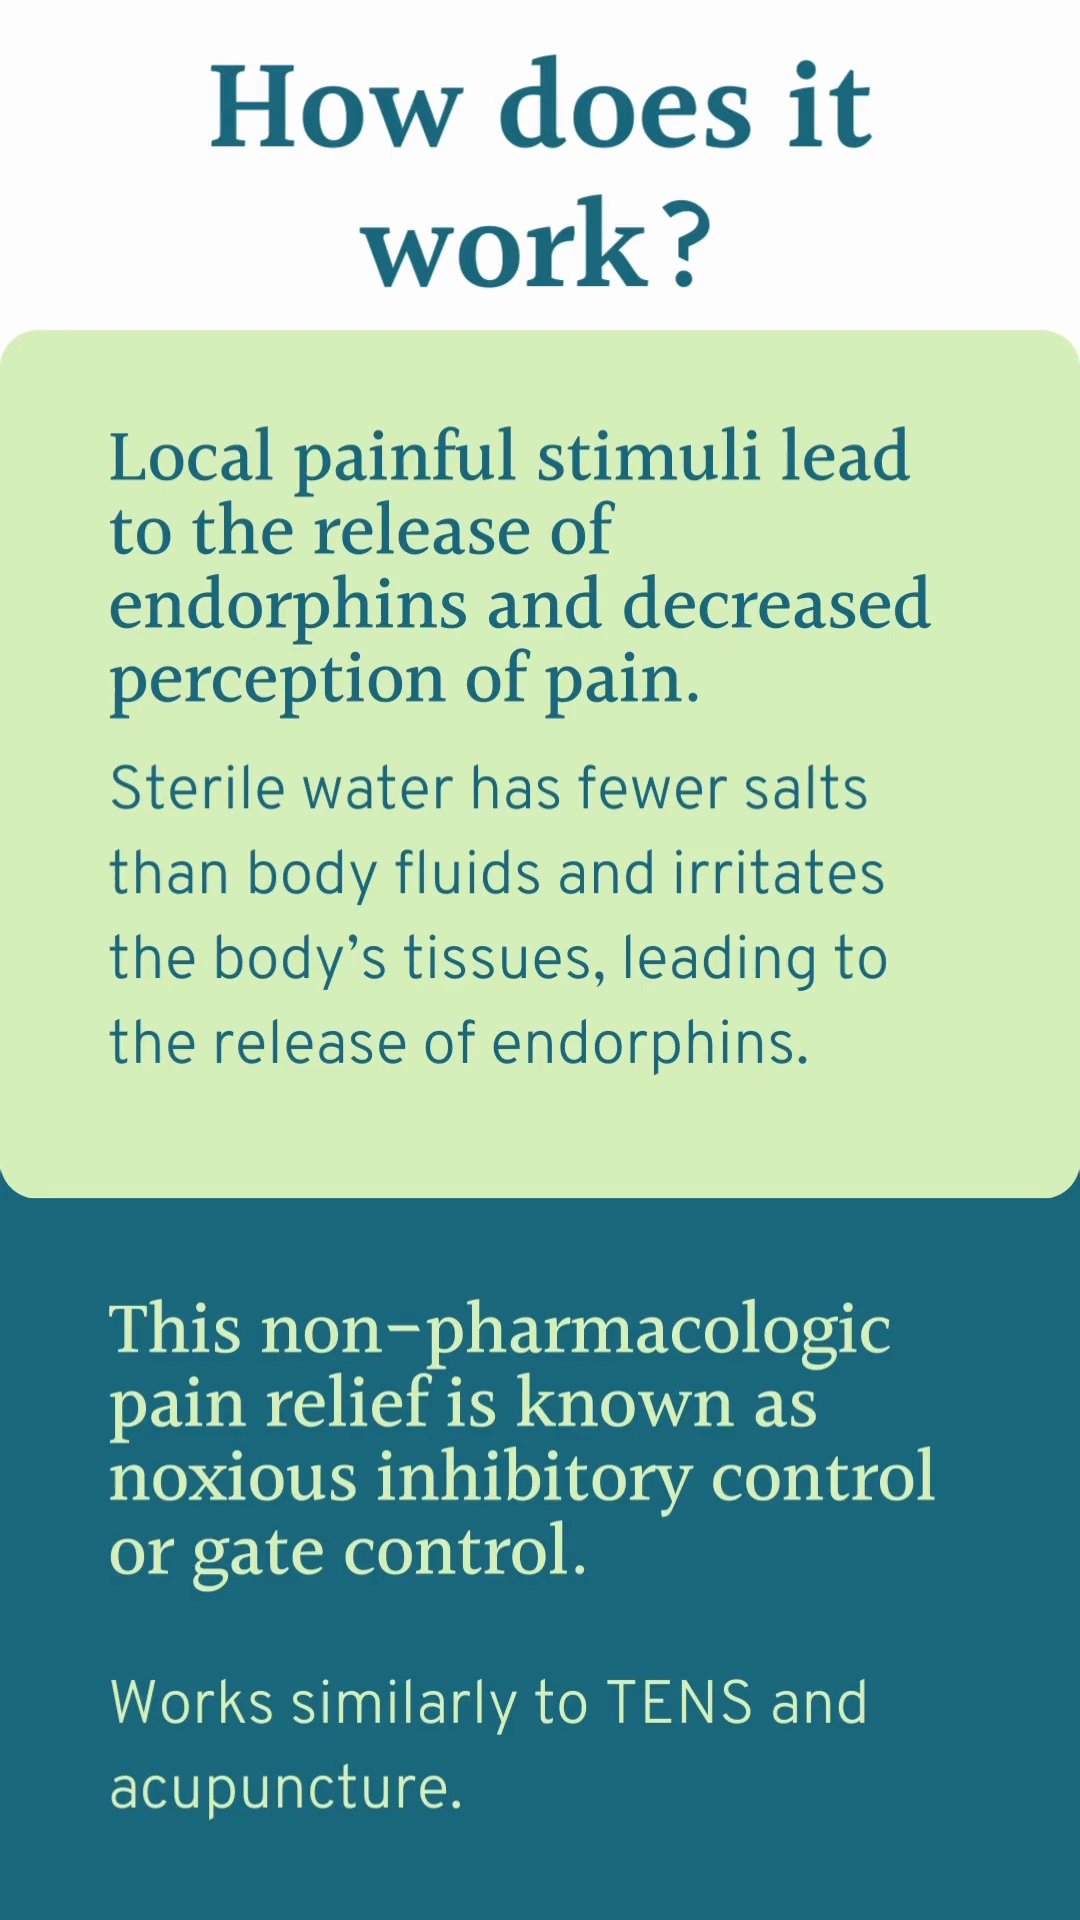 How does it
work?
Local painful stimuli lead
to the release of
endorphins and decreased
perception of pain.
Sterile water has fewer salts
than body fluids and irritates
the body’s tissues, leading to
the release of endorphins.
This non-pharmacologic
pain relief is known as
noxious inhibitory control
or gate control.
Works similarly to TENS and
acupuncture.